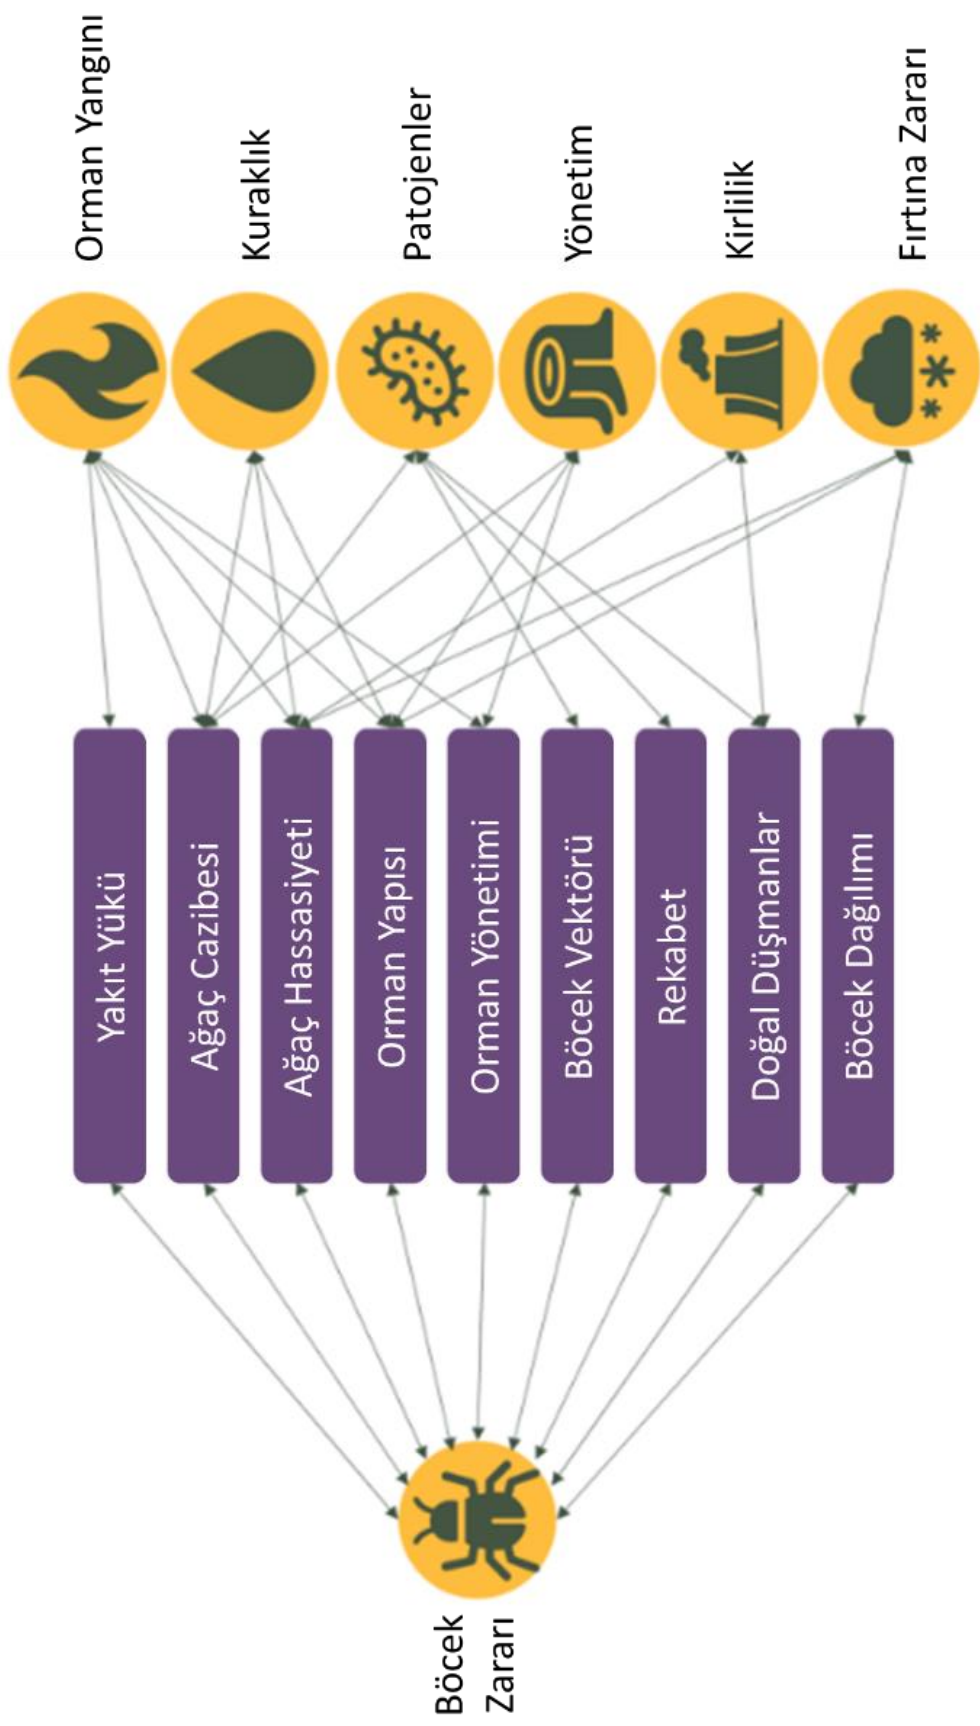 Böcek
Zararı
Yakıt Yükü
Ağaç Cazibesi
Ağaç Hassasiyeti
Orman Yapısı
Orman Yönetimi
Böcek Vektörü
Rekabet
Doğal Düşmanlar
Böcek Dağılımı
Orman Yangını
Kuraklık
Patojenler
Yönetim
Kirlilik
Fırtına Zararı